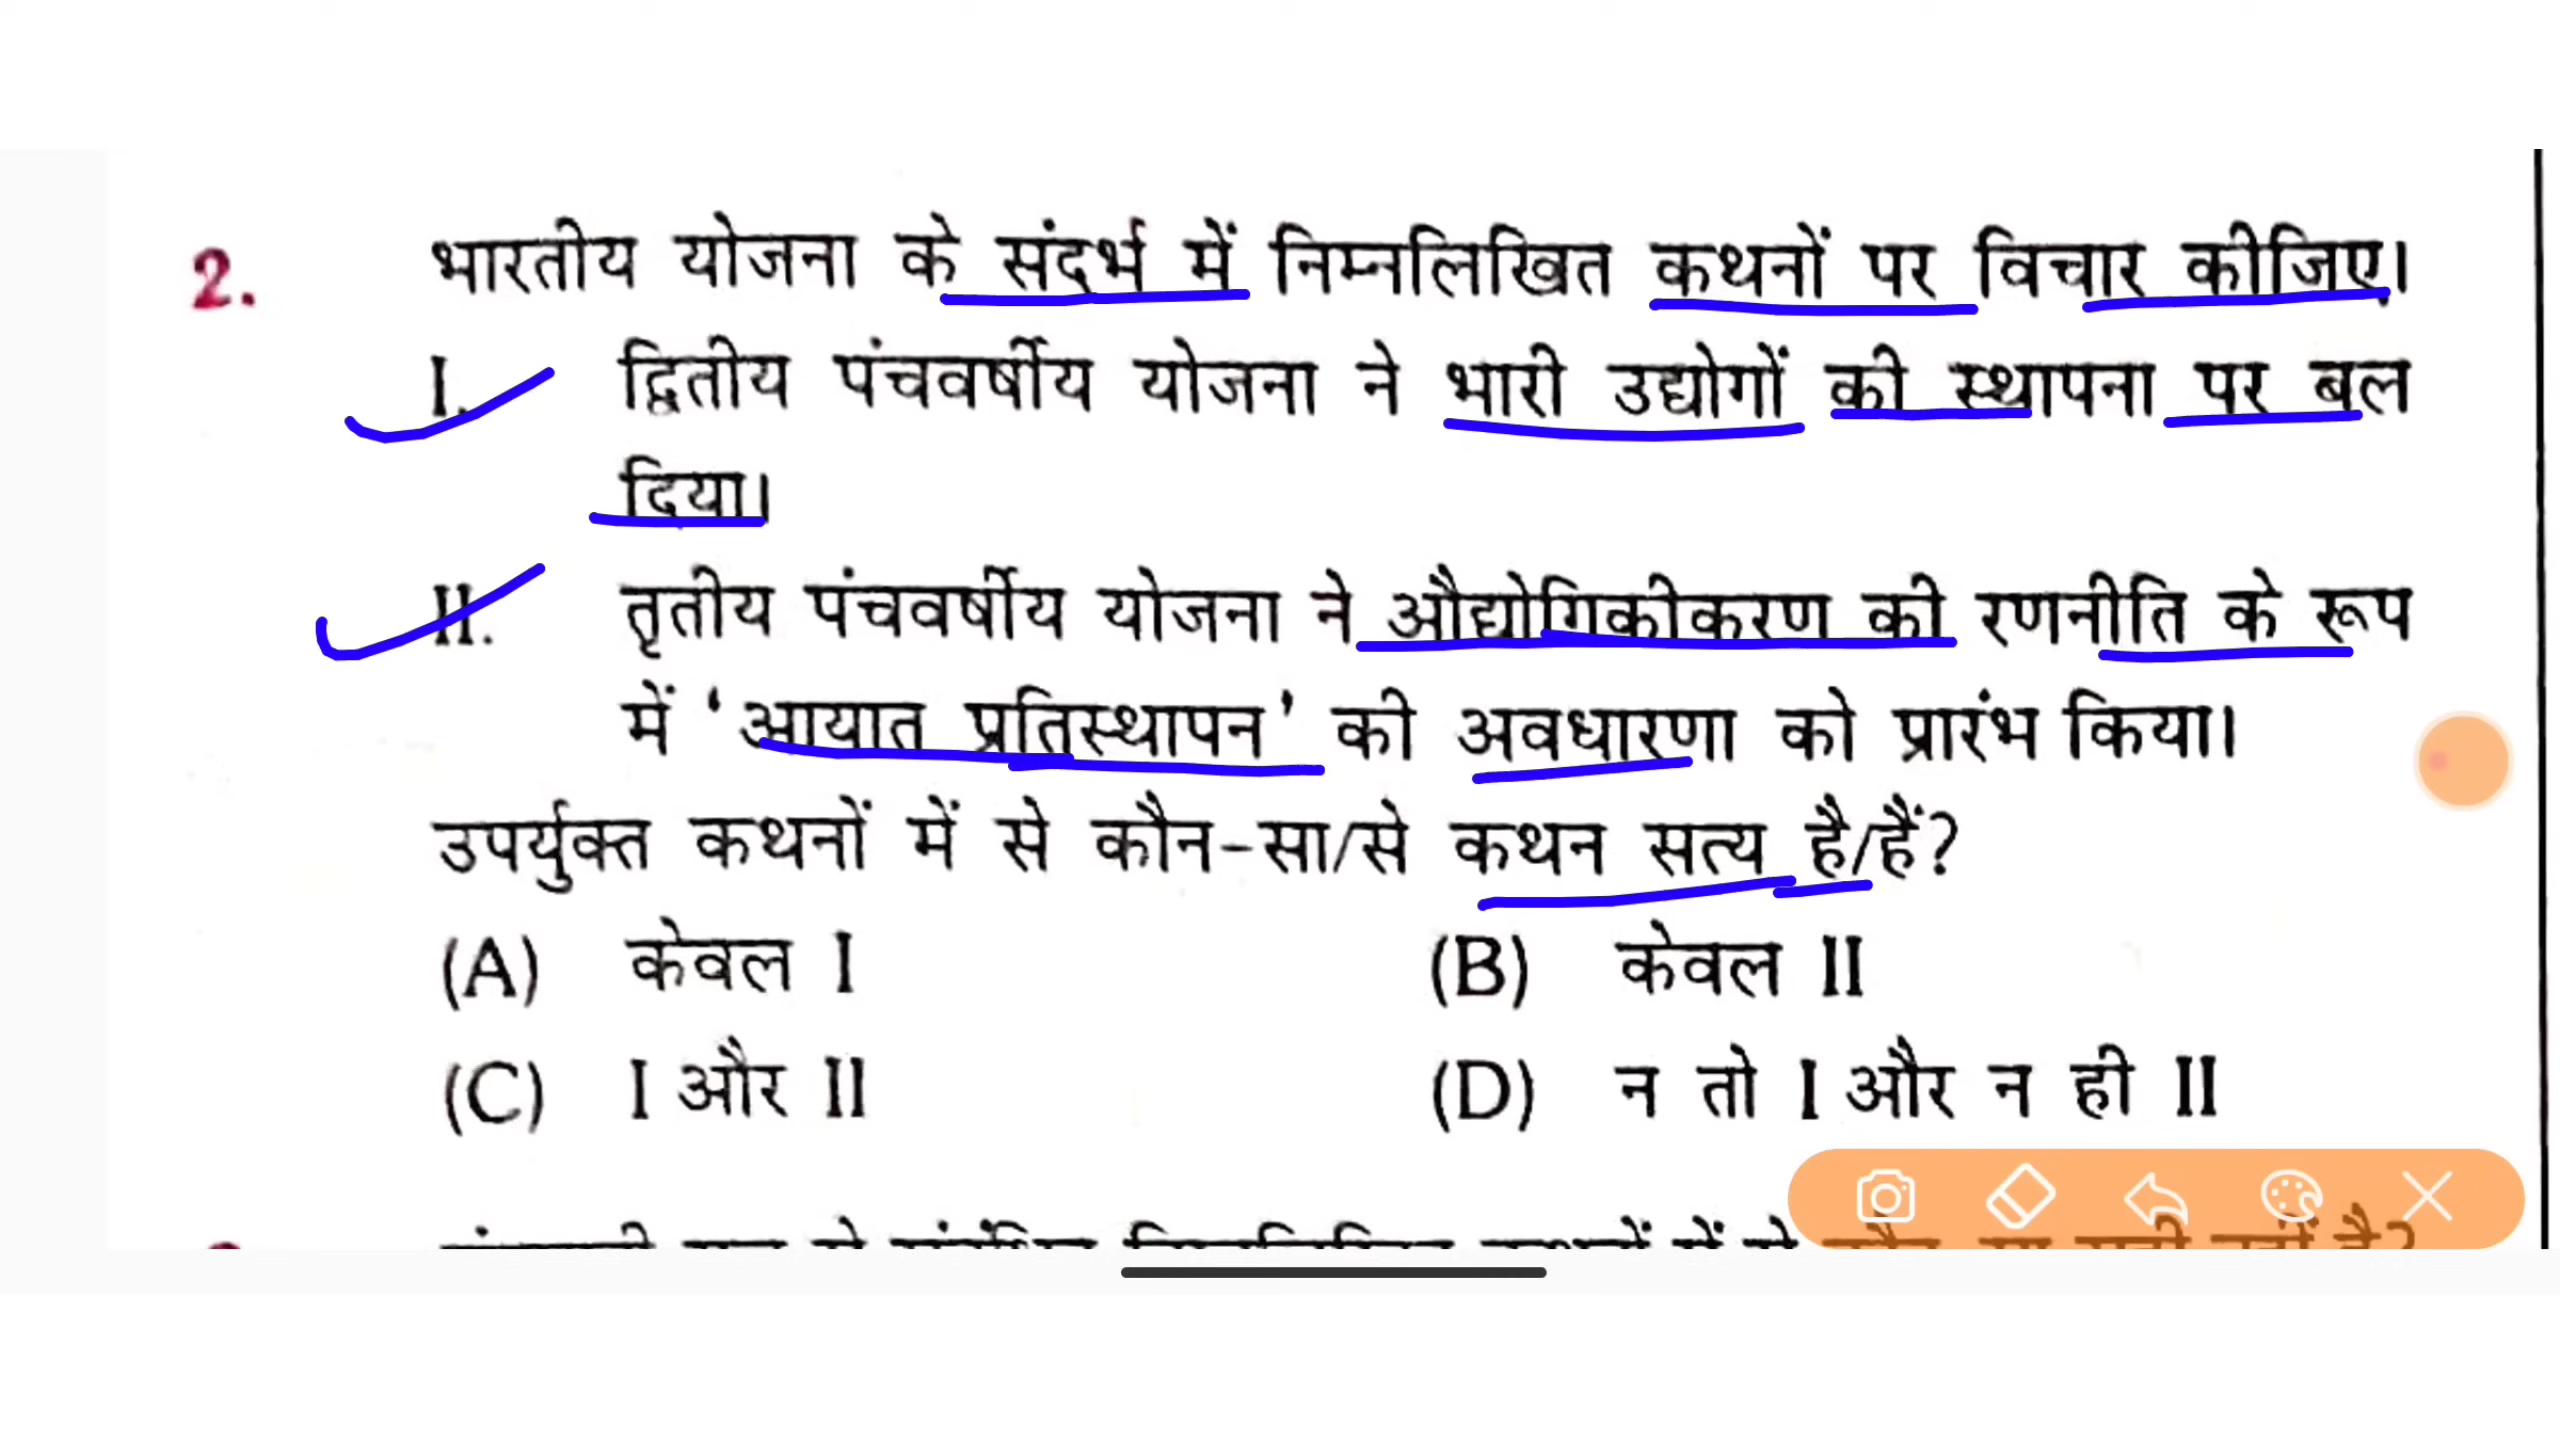 2. भारतीय योजना के संदर्भ में निम्नलिखित कथनों पर विचार कीजिए।
I. द्वितीय पंचवर्षीय योजना ने भारी उद्योगों की स्थापना पर बल
दिया।
II. तृतीय पंचवर्षीय योजना ने औद्योगिकीकरण की रणनीति के रूप
में ‘आयात प्रतिस्थापन’ की अवधारणा को प्रारंभ किया।
उपर्युक्त कथनों में से कौन-सा/से कथन सत्य है/हैं?
(A) केवल I (B) केवल II
(C) I और II (D) न तो I और न ही II